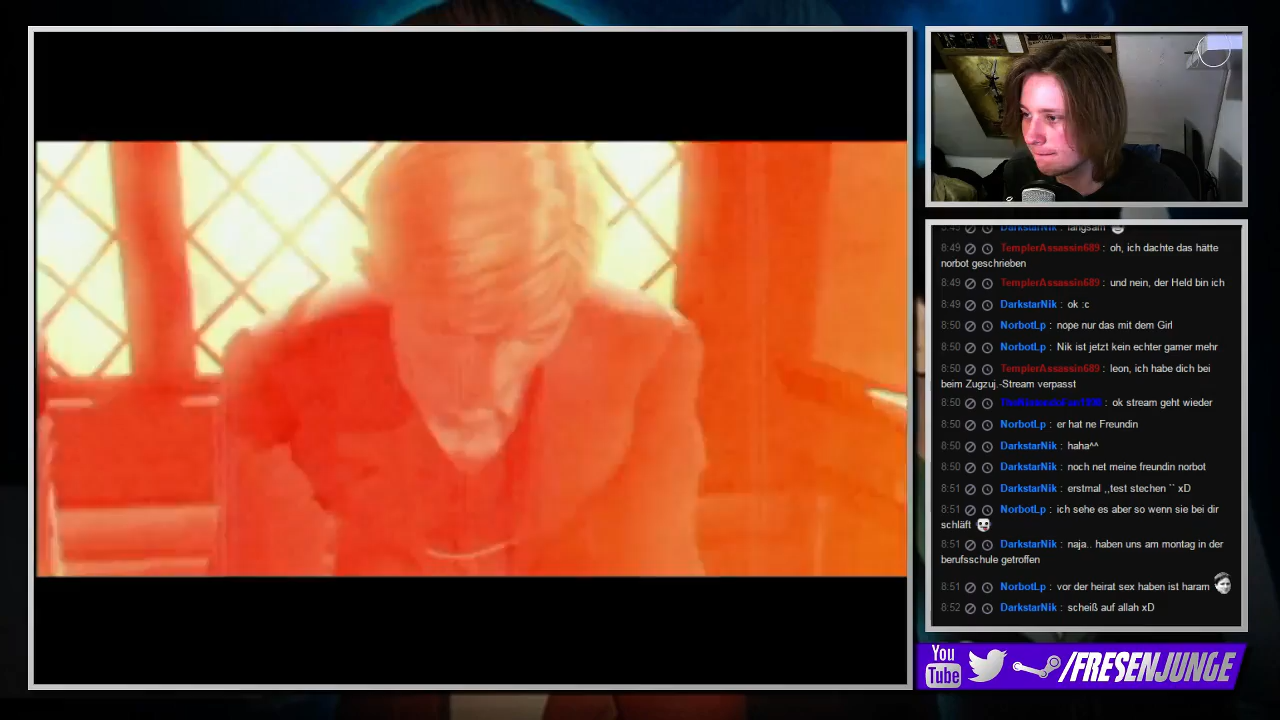 DarkstarNik : langsam
8:49 TemplerAssassin689 : oh, ich dachte das hätte
norbot geschrieben
8:49 TemplerAssassin689 : und nein, der Held bin ich
8:49 DarkstarNik : ok :c
8:50 NorbotLp : nope nur das mit dem Girl
8:50 NorbotLp : Nik ist jetzt kein echter gamer mehr
8:50 TemplerAssassin689 : leon, ich habe dich bei
beim Zugzuj.-Stream verpasst
8:50 : ok stream geht wieder
8:50 NorbotLp : er hat ne Freundin
8:50 DarkstarNik : haha^^
8:50 DarkstarNik : noch net meine freundin norbot
8:51 DarkstarNik : erstmal ,,test stechen `` xD
8:51 NorbotLp : ich sehe es aber so wenn sie bei dir
schläft
8:51 DarkstarNik : naja.. haben uns am montag in der
berufsschule getroffen
8:51 NorbotLp : vor der heirat sex haben ist haram
8:52 DarkstarNik : scheiß auf allah xD
You
Tube
/FRESENJUNGE